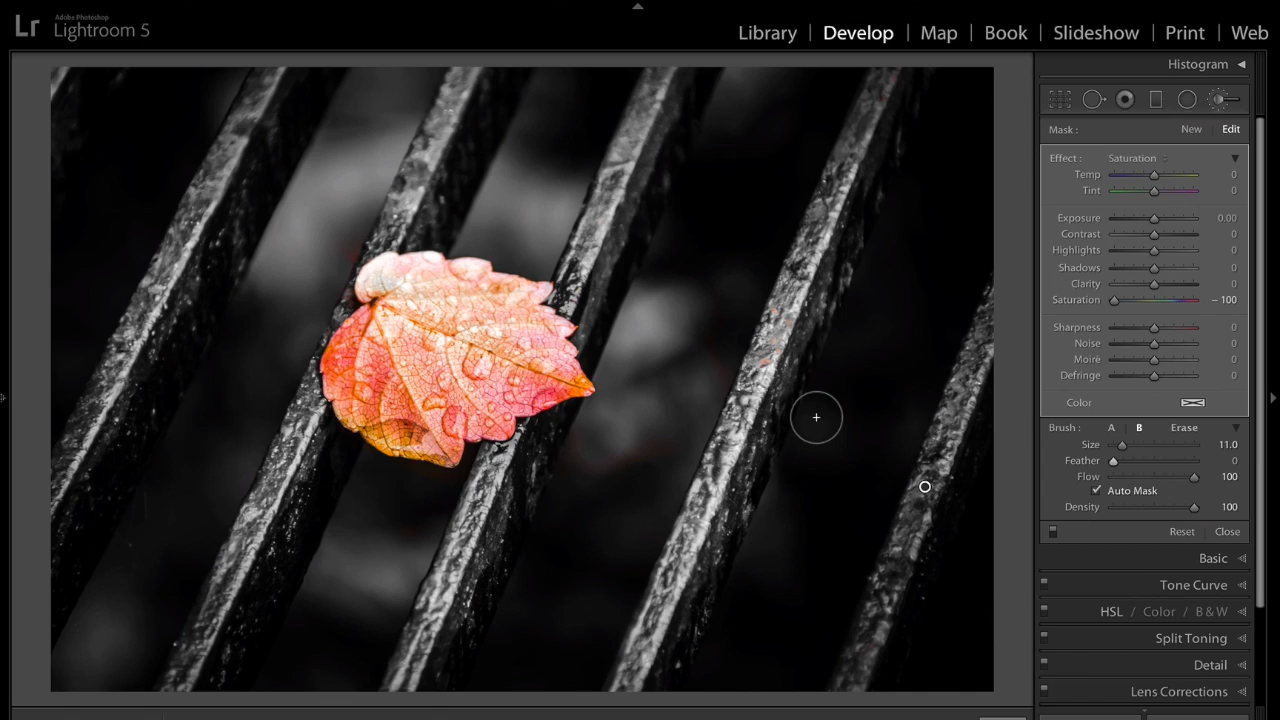 Lr Adobe Photoshop
Lightroom 5
Library | Develop | Map | Book | Slideshow | Print | Web
Histogram
Mask : New Edit
Effect : Saturation
Temp 0
Tint 0
Exposure 0.00
Contrast 0
Highlights 0
Shadows 0
Clarity 0
Saturation – 100
Sharpness 0
Noise 0
Moiré 0
Defringe 0
Color
Brush : A | B Erase
Size 11.0
Feather 0
Flow 100
Auto Mask
Density 100
Reset | Close
Basic
Tone Curve
HSL / Color / B & W
Split Toning
Detail
Lens Corrections